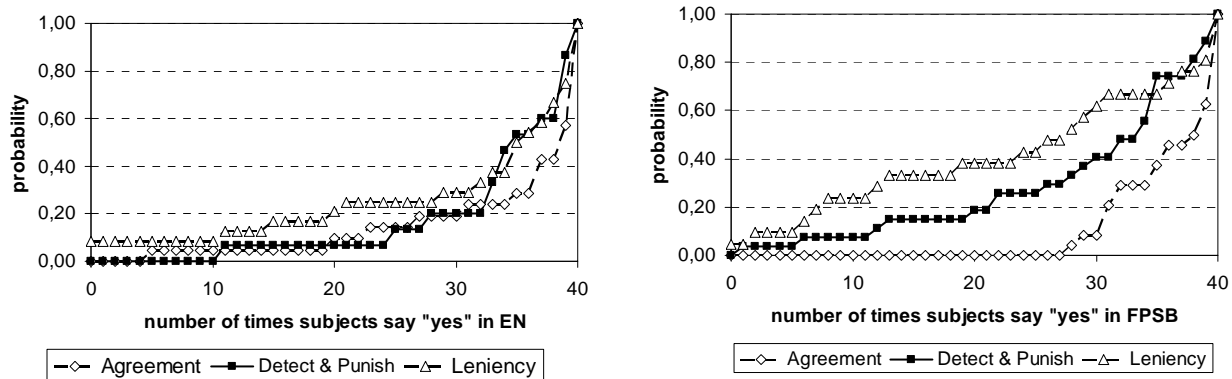 1,00
0,80
0,60
0,40
0,20
0,00
probability
0 10 20 30 40
number of times subjects say "yes" in EN
Agreement Detect & Punish Leniency
1,00
0,80
0,60
0,40
0,20
0,00
probability
0 10 20 30 40
number of times subjects say "yes" in FPSB
Agreement Detect & Punish Leniency